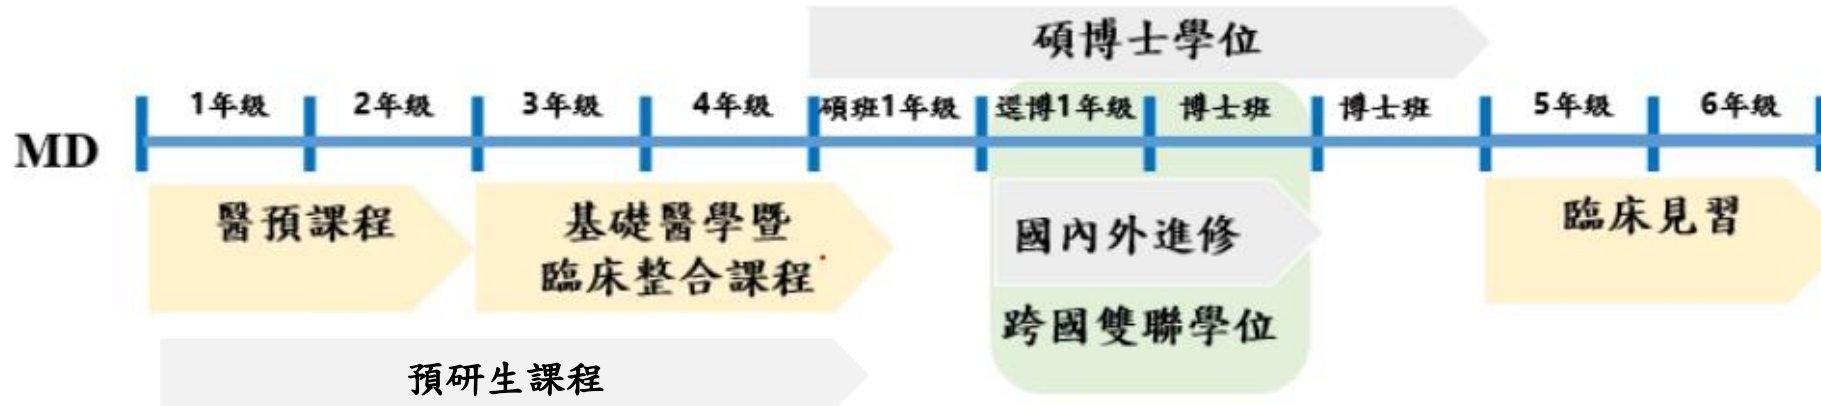 碩博士學位
1年級
2年級
3年級
4年級
碩班1年級
逕博1年級
博士班
博士班
5年級
6年級
MD
醫預課程
基礎醫學暨
臨床整合課程
國內外進修
臨床見習
跨國雙聯學位
預研生課程